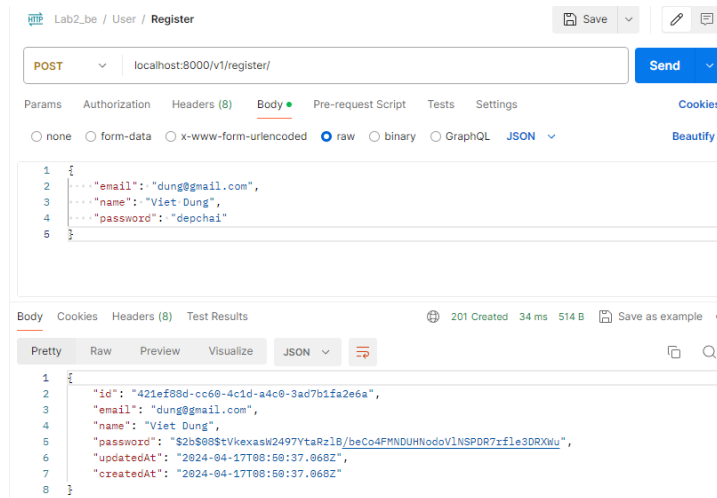 HTTP Lab2_be / User / Register Save
POST localhost:8000/v1/register/ Send
Params Authorization Headers (8) Body Pre-request Script Tests Settings Cookies
none form-data x-www-form-urlencoded raw binary GraphQL JSON Beautify
1 {
2 "email": "dung@gmail.com",
3 "name": "Viet Dung",
4 "password": "depchai"
5 }
Body Cookies Headers (8) Test Results 201 Created 34 ms 514 B Save as example
Pretty Raw Preview Visualize JSON
1 {
2 "id": "421ef88d-cc60-4c1d-a4c0-3ad7b1fa2e6a",
3 "email": "dung@gmail.com",
4 "name": "Viet Dung",
5 "password": "$2b$08$tVkexasW2497YtaRzlB/beCo4FMNDUHNodoVlNSPDR7rfle3DRXWu",
6 "updatedAt": "2024-04-17T08:50:37.068Z",
7 "createdAt": "2024-04-17T08:50:37.068Z"
8 }